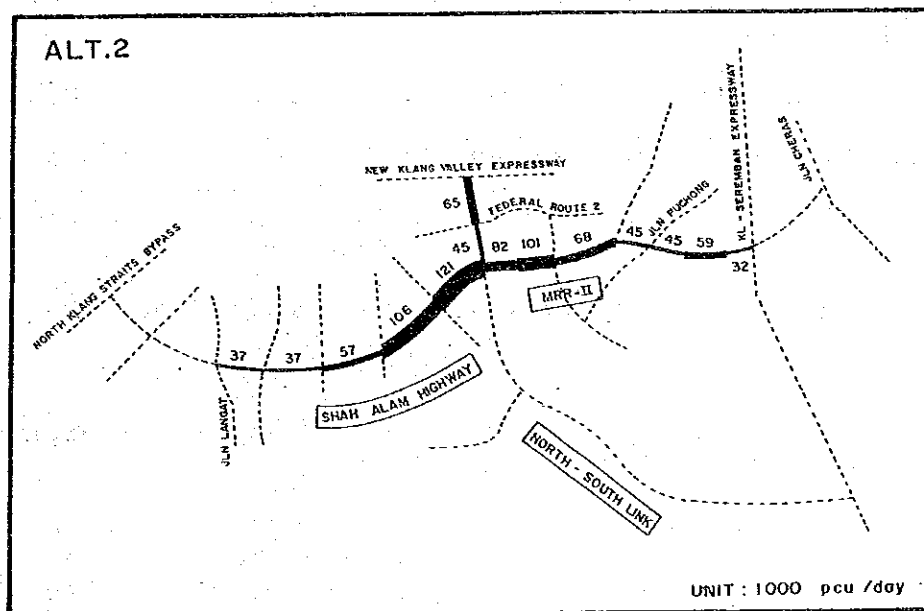 ALT.2
NEW KLANG VALLEY EXPRESSWAY
65
FEDERAL ROUTE 2
JLN PUCHONG
KL - SEREMBAN EXPRESSWAY
JLN CHERAS
NORTH KLANG STRAITS BYPASS
45
82
101
68
45
45
59
32
121
106
MRR-II
37
37
57
JLN LANGAT
SHAH ALAM HIGHWAY
NORTH - SOUTH LINK
UNIT : 1000 pcu /day